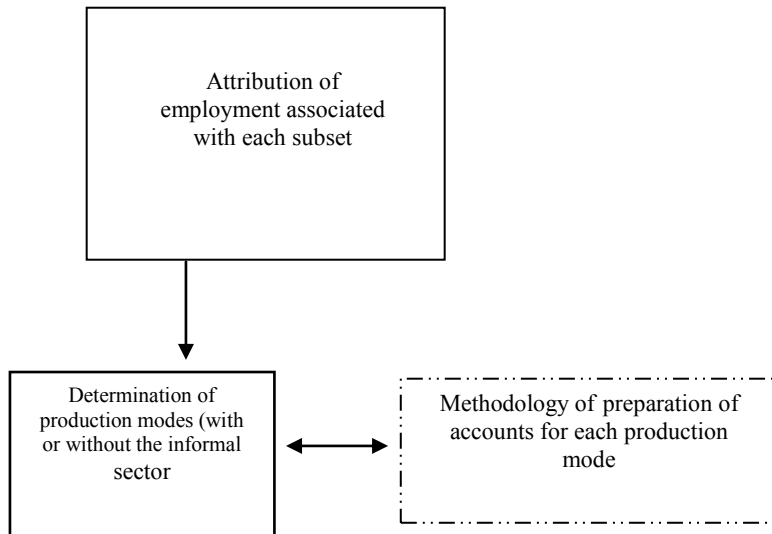 Attribution of
employment associated
with each subset
Determination of
production modes (with
or without the informal
sector
Methodology of preparation of
accounts for each production
mode